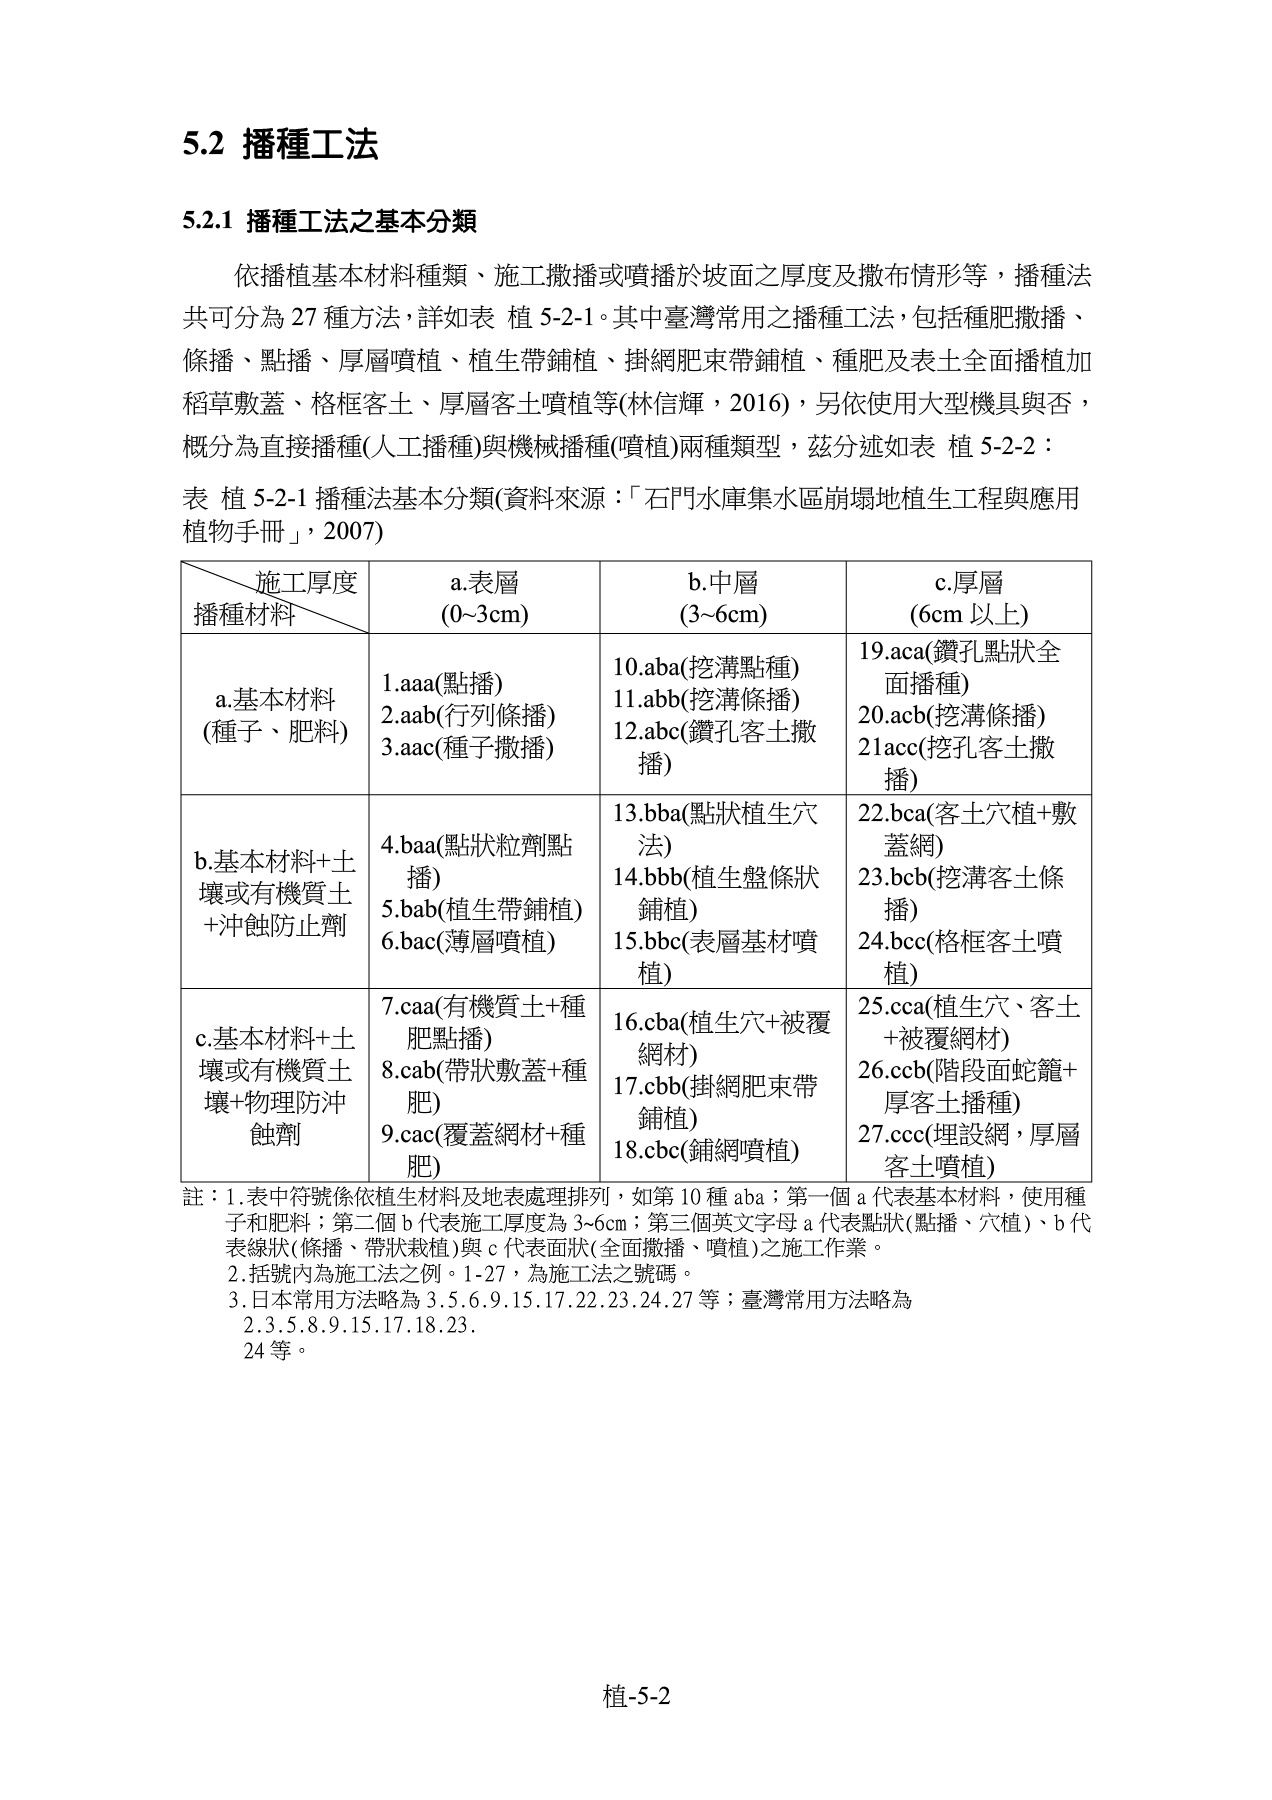 5.2 播種工法
5.2.1 播種工法之基本分類
依播植基本材料種類、施工撒播或噴播於坡面之厚度及撒布情形等，播種法
共可分為 27 種方法，詳如表 植 5-2-1。其中臺灣常用之播種工法，包括種肥撒播、
條播、點播、厚層噴植、植生帶鋪植、掛網肥束帶鋪植、種肥及表土全面播植加
稻草敷蓋、格框客土、厚層客土噴植等(林信輝，2016)，另依使用大型機具與否，
概分為直接播種(人工播種)與機械播種(噴植)兩種類型，茲分述如表 植 5-2-2：
表 植 5-2-1 播種法基本分類(資料來源：「石門水庫集水區崩塌地植生工程與應用
植物手冊」，2007)
施工厚度
播種材料
a.表層
(0~3cm)
b.中層
(3~6cm)
c.厚層
(6cm 以上)
a.基本材料
(種子、肥料)
1.aaa(點播)
2.aab(行列條播)
3.aac(種子撒播)
10.aba(挖溝點種)
11.abb(挖溝條播)
12.abc(鑽孔客土撒
播)
19.aca(鑽孔點狀全
面播種)
20.acb(挖溝條播)
21acc(挖孔客土撒
播)
b.基本材料+土
壤或有機質土
+沖蝕防止劑
4.baa(點狀粒劑點
播)
5.bab(植生帶鋪植)
6.bac(薄層噴植)
13.bba(點狀植生穴
法)
14.bbb(植生盤條狀
鋪植)
15.bbc(表層基材噴
植)
22.bca(客土穴植+敷
蓋網)
23.bcb(挖溝客土條
播)
24.bcc(格框客土噴
植)
c.基本材料+土
壤或有機質土
壤+物理防沖
蝕劑
7.caa(有機質土+種
肥點播)
8.cab(帶狀敷蓋+種
肥)
9.cac(覆蓋網材+種
肥)
16.cba(植生穴+被覆
網材)
17.cbb(掛網肥束帶
鋪植)
18.cbc(鋪網噴植)
25.cca(植生穴、客土
+被覆網材)
26.ccb(階段面蛇籠+
厚客土播種)
27.ccc(埋設網，厚層
客土噴植)
註：1.表中符號係依植生材料及地表處理排列，如第 10 種 aba；第一個 a 代表基本材料，使用種
子和肥料；第二個 b 代表施工厚度為 3~6cm；第三個英文字母 a 代表點狀(點播、穴植)、b 代
表線狀(條播、帶狀栽植)與 c 代表面狀(全面撒播、噴植)之施工作業。
2.括號內為施工法之例。1-27，為施工法之號碼。
3.日本常用方法略為 3.5.6.9.15.17.22.23.24.27 等；臺灣常用方法略為
2.3.5.8.9.15.17.18.23.
24 等。
植-5-2